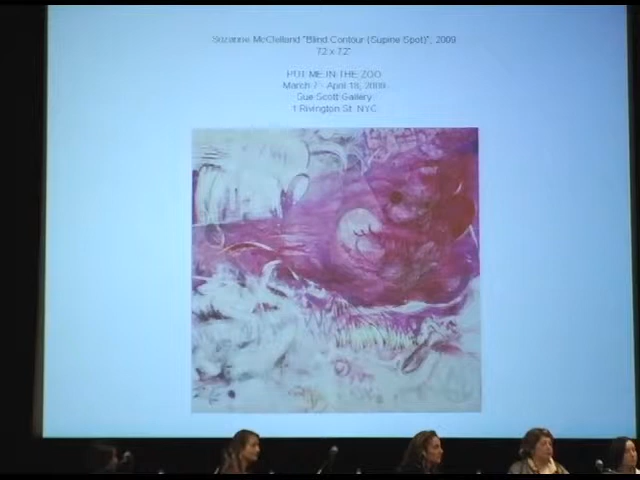 Suzanne McClelland "Blind Contour (Supine Spot)", 2009
72 x 72"
PUT ME IN THE ZOO
March 7 - April 18, 2009
Sue Scott Gallery
1 Rivington St. NYC